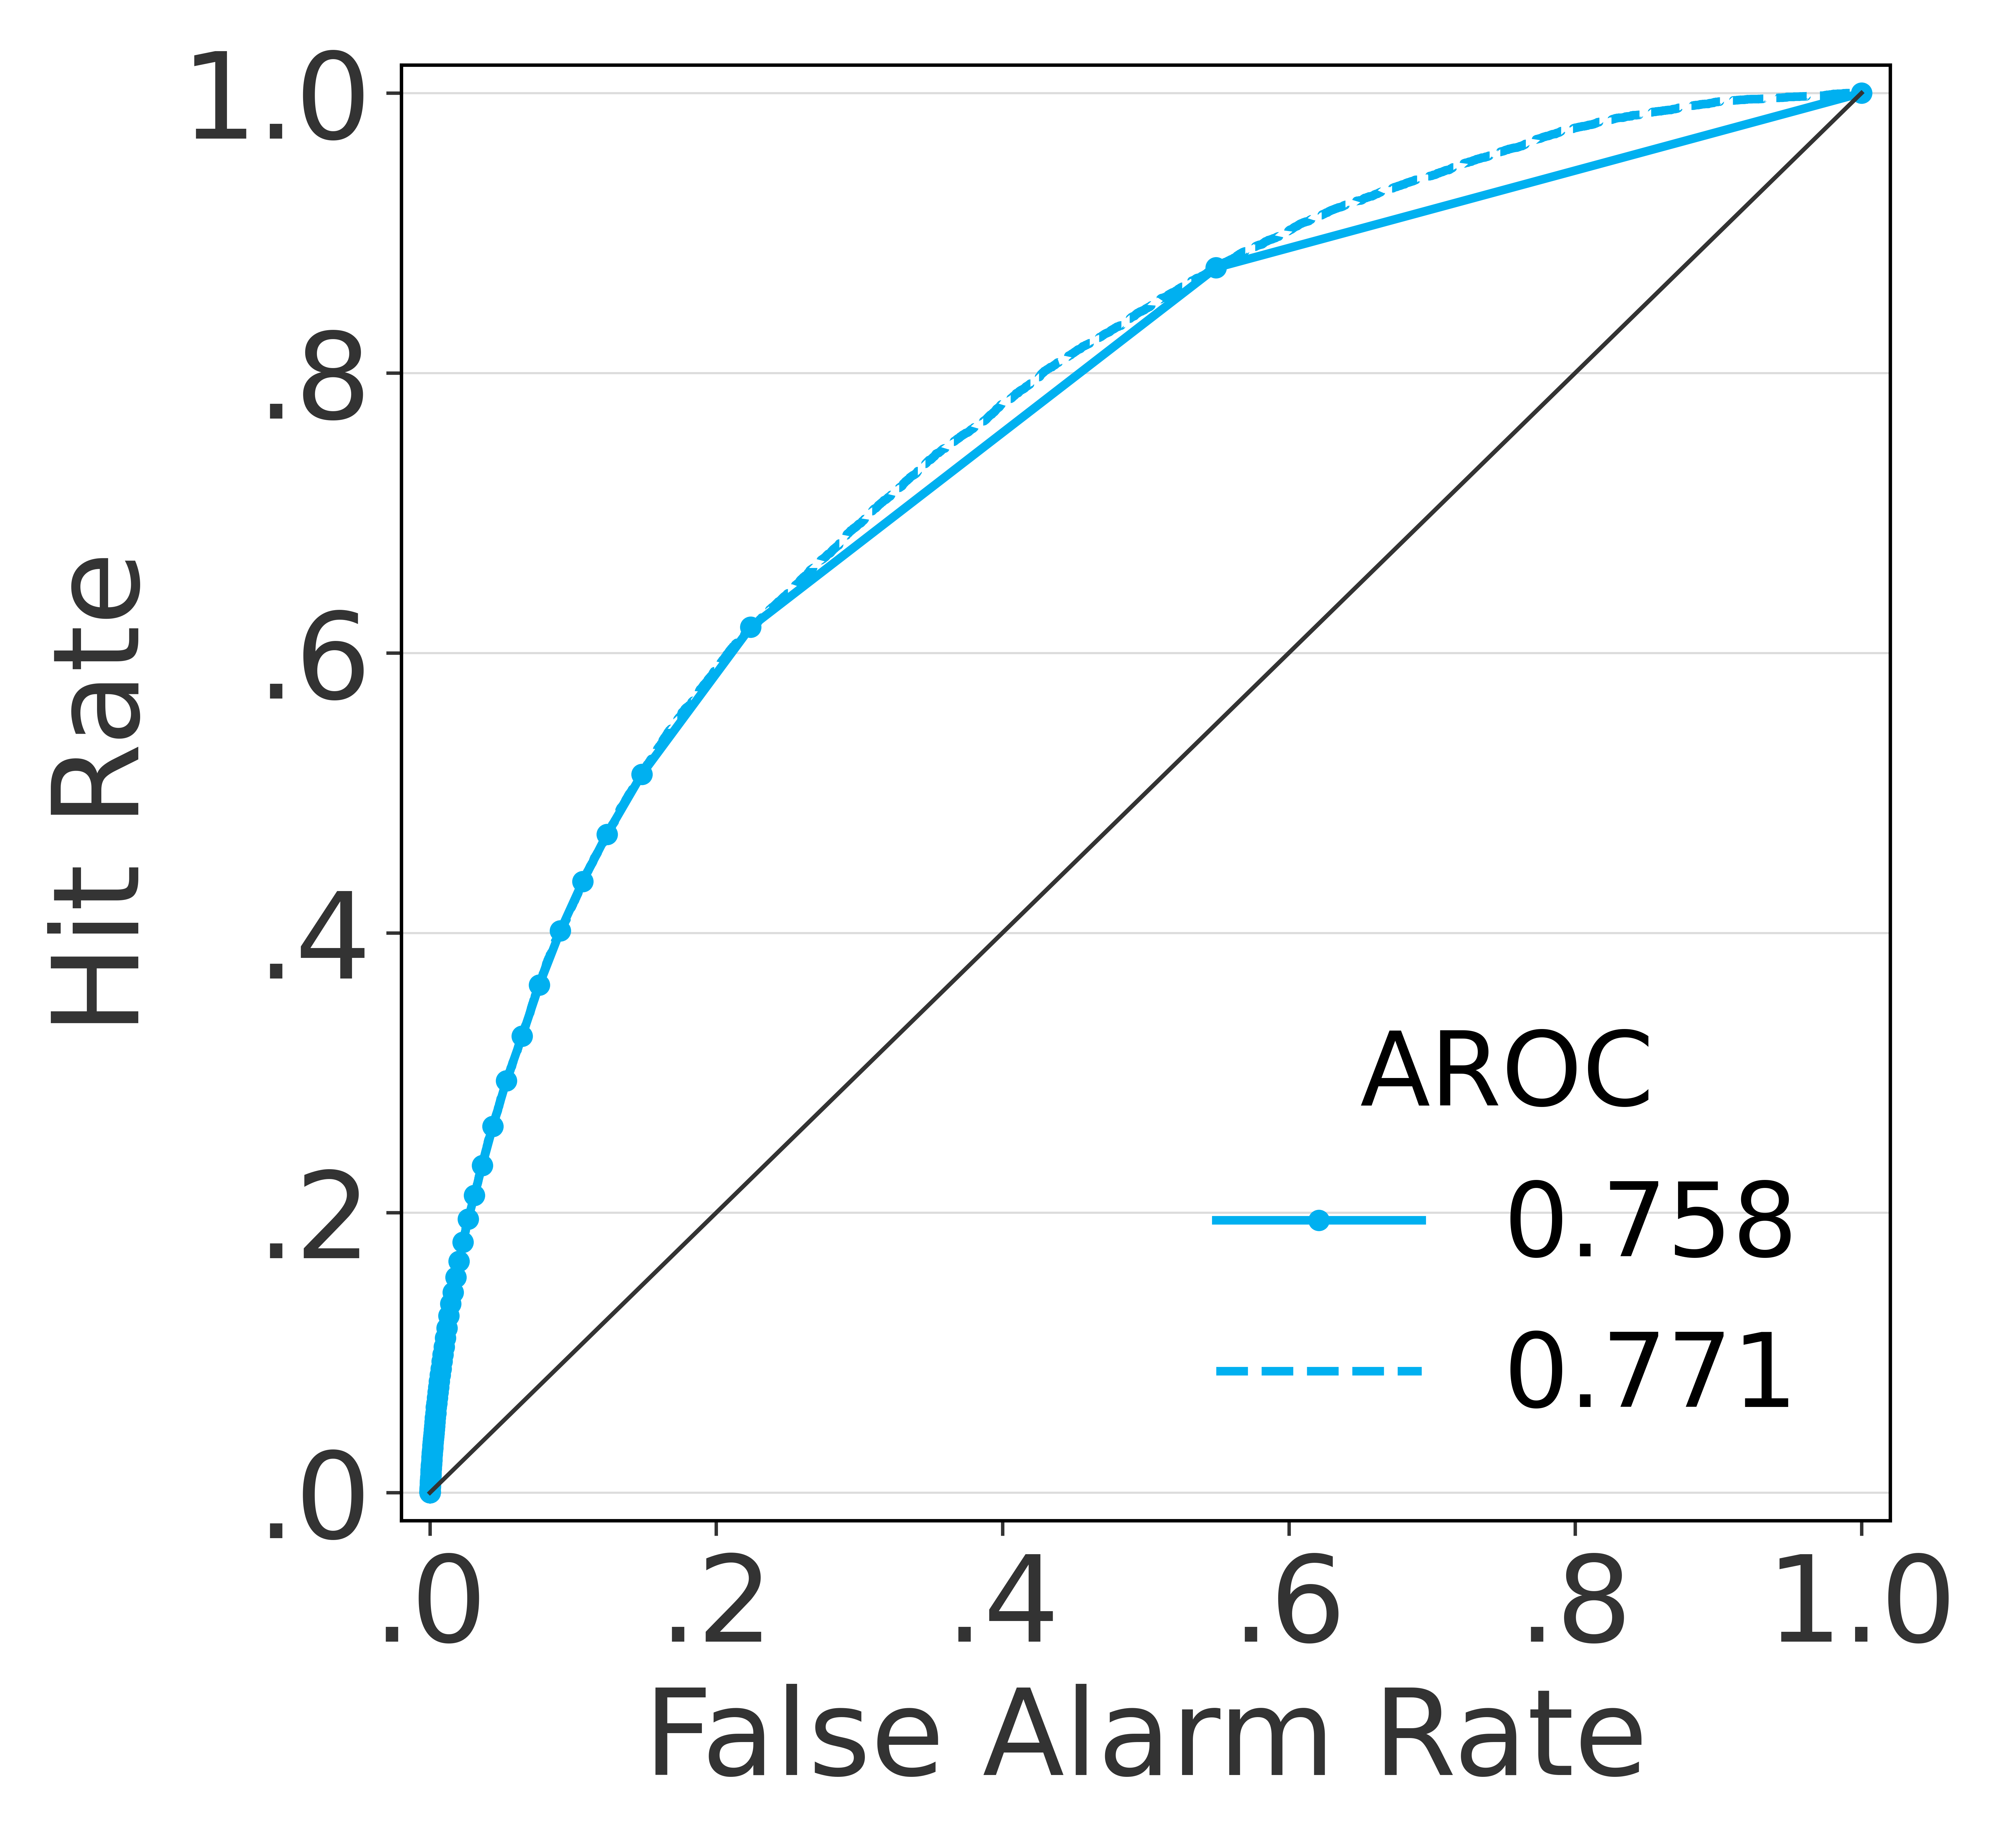 1.0
.8
.6
.4
.2
.0
Hit Rate
AROC
0.758
0.771
.0 .2 .4 .6 .8 1.0
False Alarm Rate